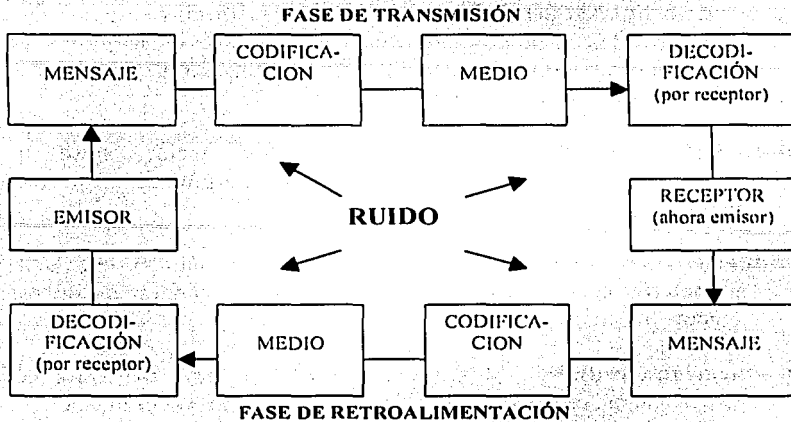 FASE DE TRANSMISIÓN
MENSAJE
CODIFICA-
CION
MEDIO
DECODI-
FICACIÓN
(por receptor)
EMISOR
RUIDO
RECEPTOR
(ahora emisor)
DECODI-
FICACIÓN
(por receptor)
MEDIO
CODIFICA-
CION
MENSAJE
FASE DE RETROALIMENTACIÓN